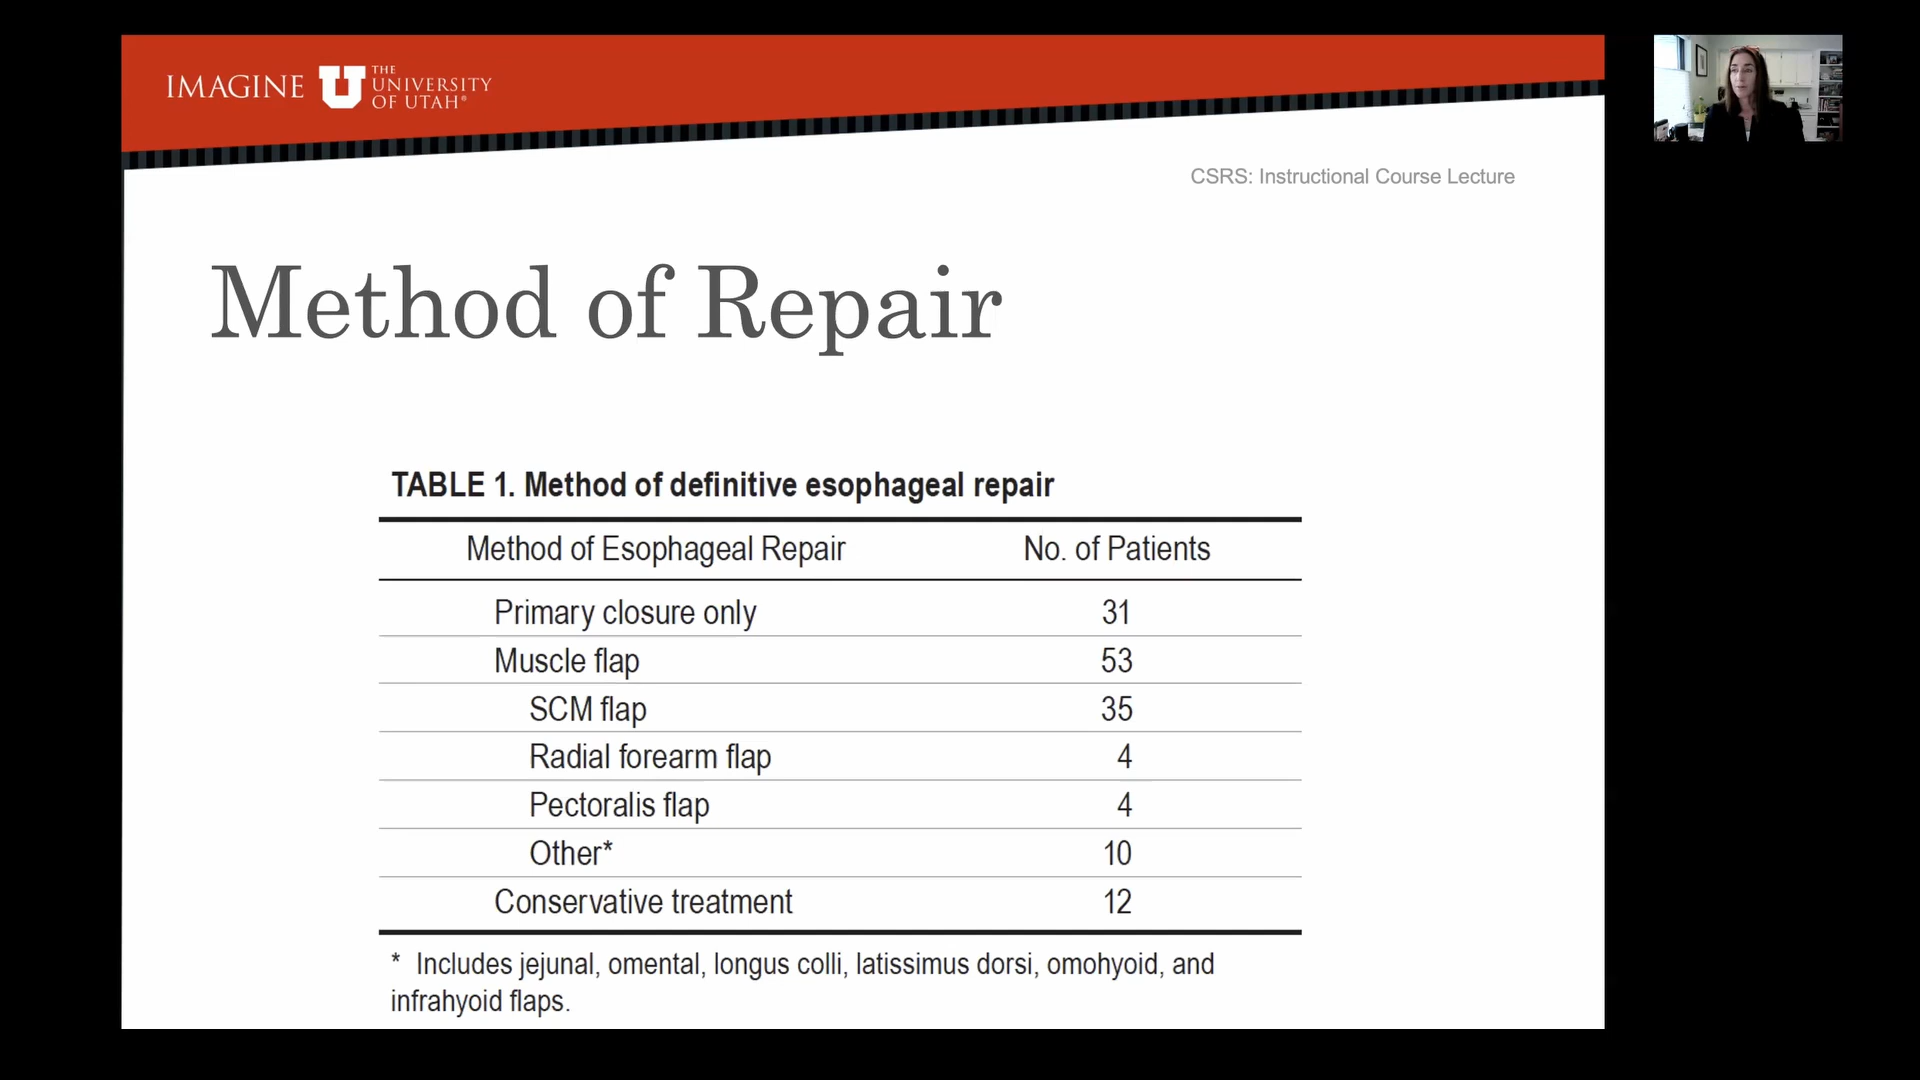 IMAGINE U THE UNIVERSITY OF UTAH®
CSRS: Instructional Course Lecture
Method of Repair
TABLE 1. Method of definitive esophageal repair
Method of Esophageal Repair No. of Patients
Primary closure only 31
Muscle flap 53
SCM flap 35
Radial forearm flap 4
Pectoralis flap 4
Other* 10
Conservative treatment 12
* Includes jejunal, omental, longus colli, latissimus dorsi, omohyoid, and
infrahyoid flaps.